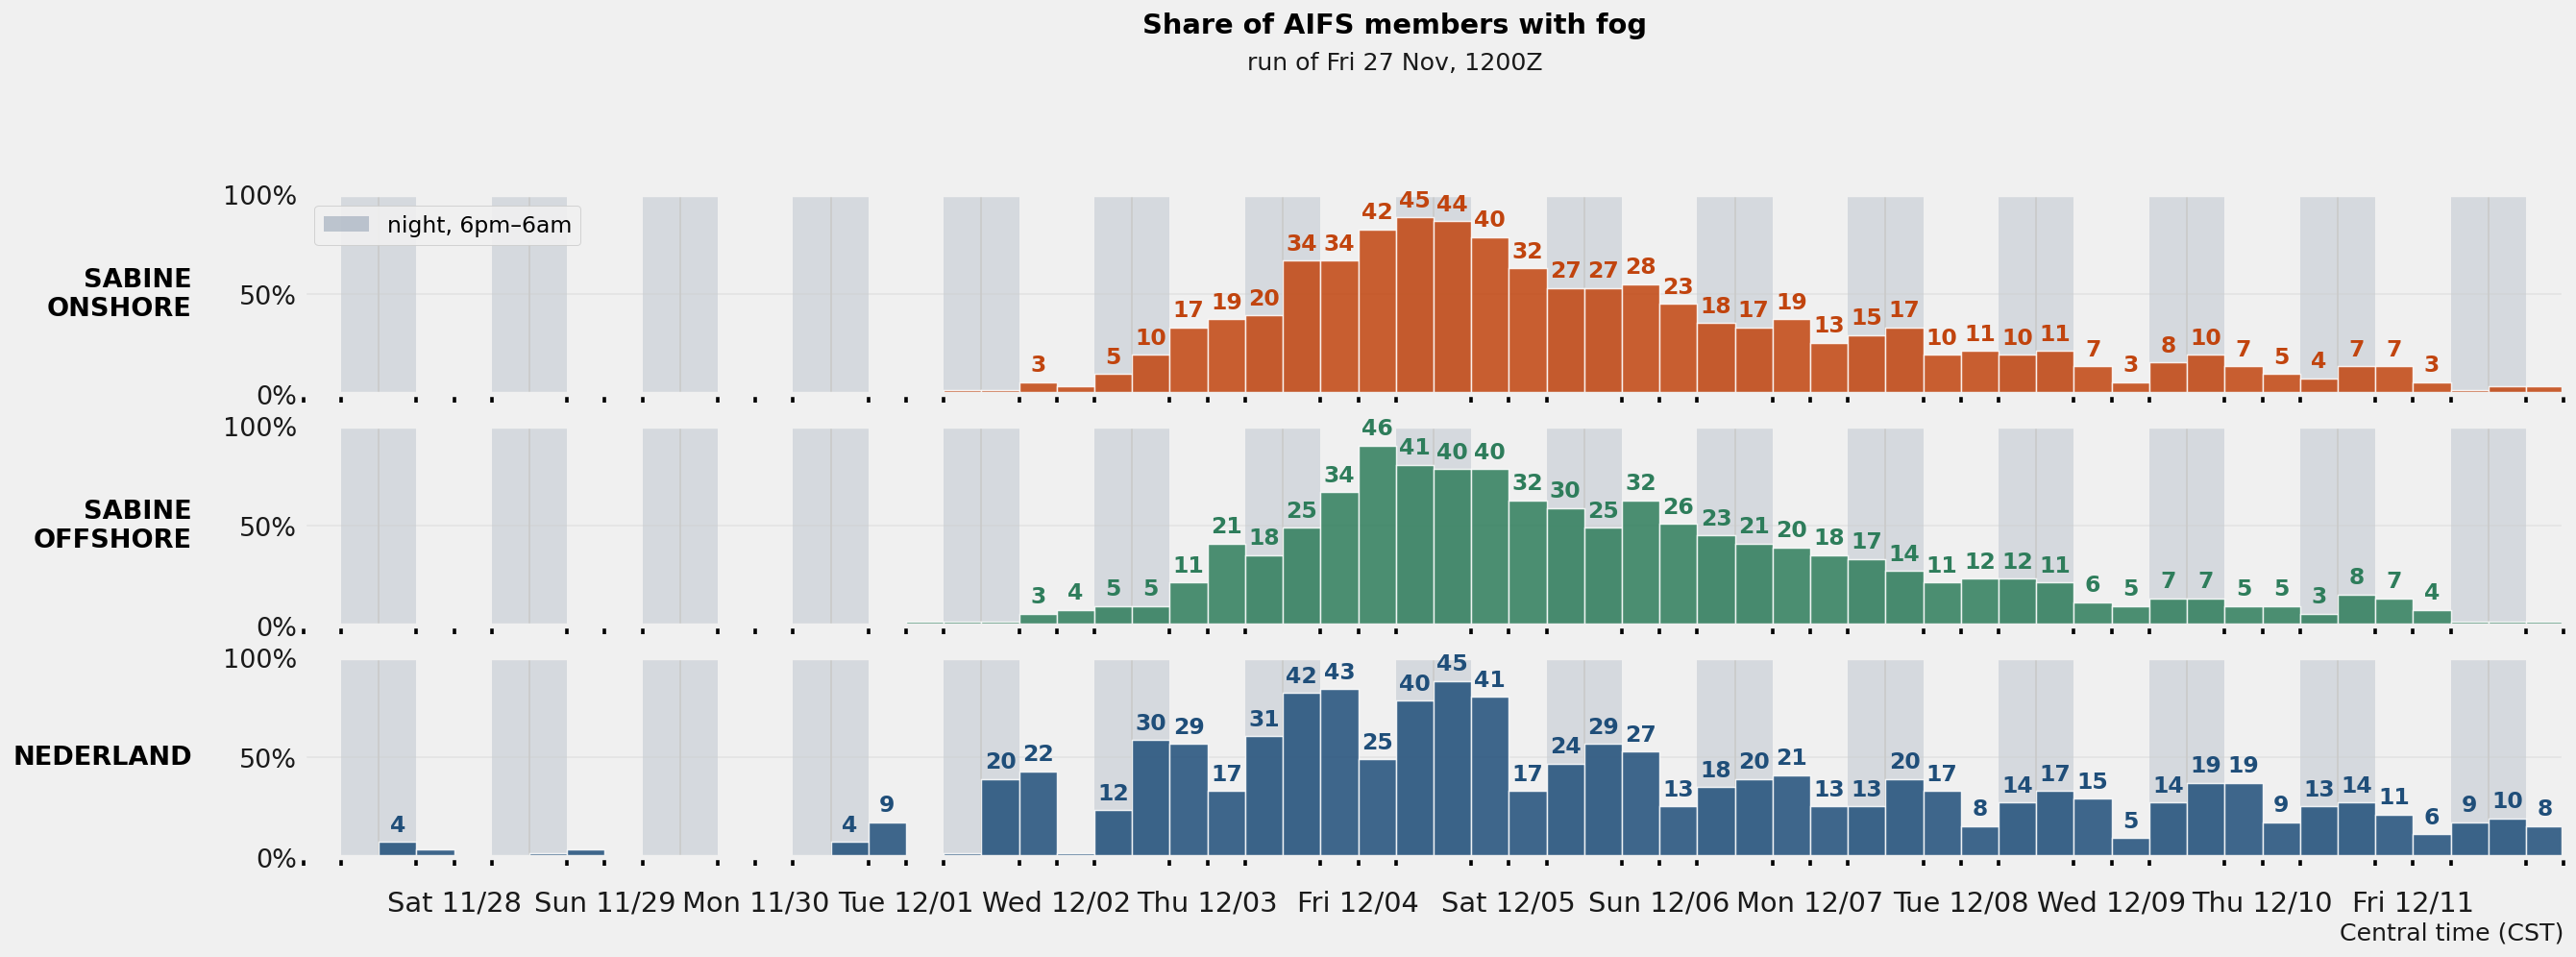 Share of AIFS members with fog
run of Fri 27 Nov, 1200Z
100%
night, 6pm–6am
SABINE
ONSHORE
50%
0%
3 5 10 17 19 20 34 34 42 45 44 40 32 27 27 28 23 18 17 19 13 15 17 10 11 10 11 7 3 8 10 7 5 4 7 7 3
100%
SABINE
OFFSHORE
50%
0%
3 4 5 5 11 21 18 25 34 46 41 40 40 32 30 25 32 26 23 21 20 18 17 14 11 12 12 11 6 5 7 7 5 5 3 8 7 4
100%
NEDERLAND
50%
0%
4 4 9 20 22 12 30 29 17 31 42 43 25 40 45 41 17 24 29 27 13 18 20 21 13 13 20 17 8 14 17 15 5 14 19 19 9 13 14 11 6 9 10 8
Sat 11/28 Sun 11/29 Mon 11/30 Tue 12/01 Wed 12/02 Thu 12/03 Fri 12/04 Sat 12/05 Sun 12/06 Mon 12/07 Tue 12/08 Wed 12/09 Thu 12/10 Fri 12/11
Central time (CST)